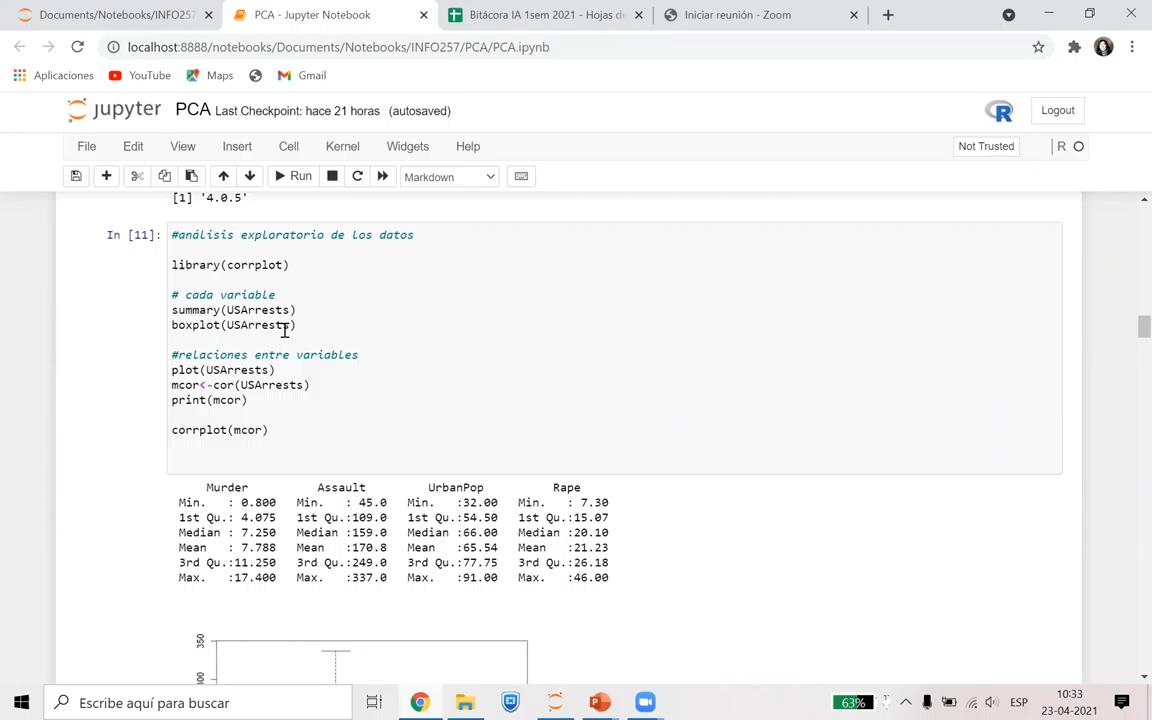 Documents/Notebooks/INFO257
PCA - Jupyter Notebook
Bitácora IA 1sem 2021 - Hojas de
Iniciar reunión - Zoom
localhost:8888/notebooks/Documents/Notebooks/INFO257/PCA/PCA.ipynb
Aplicaciones
YouTube
Maps
Gmail
jupyter
PCA Last Checkpoint: hace 21 horas (autosaved)
R
Logout
File Edit View Insert Cell Kernel Widgets Help
Not Trusted
R
Run
Markdown
[1] '4.0.5'
In [11]:
#análisis exploratorio de los datos
library(corrplot)
# cada variable
summary(USArrests)
boxplot(USArrests)
#relaciones entre variables
plot(USArrests)
mcor<-cor(USArrests)
print(mcor)
corrplot(mcor)
Murder Assault UrbanPop Rape
Min. : 0.800 Min. : 45.0 Min. :32.00 Min. : 7.30
1st Qu.: 4.075 1st Qu.:109.0 1st Qu.:54.50 1st Qu.:15.07
Median : 7.250 Median :159.0 Median :66.00 Median :20.10
Mean : 7.788 Mean :170.8 Mean :65.54 Mean :21.23
3rd Qu.:11.250 3rd Qu.:249.0 3rd Qu.:77.75 3rd Qu.:26.18
Max. :17.400 Max. :337.0 Max. :91.00 Max. :46.00
350
Escribe aquí para buscar
63%
ESP
10:33
23-04-2021